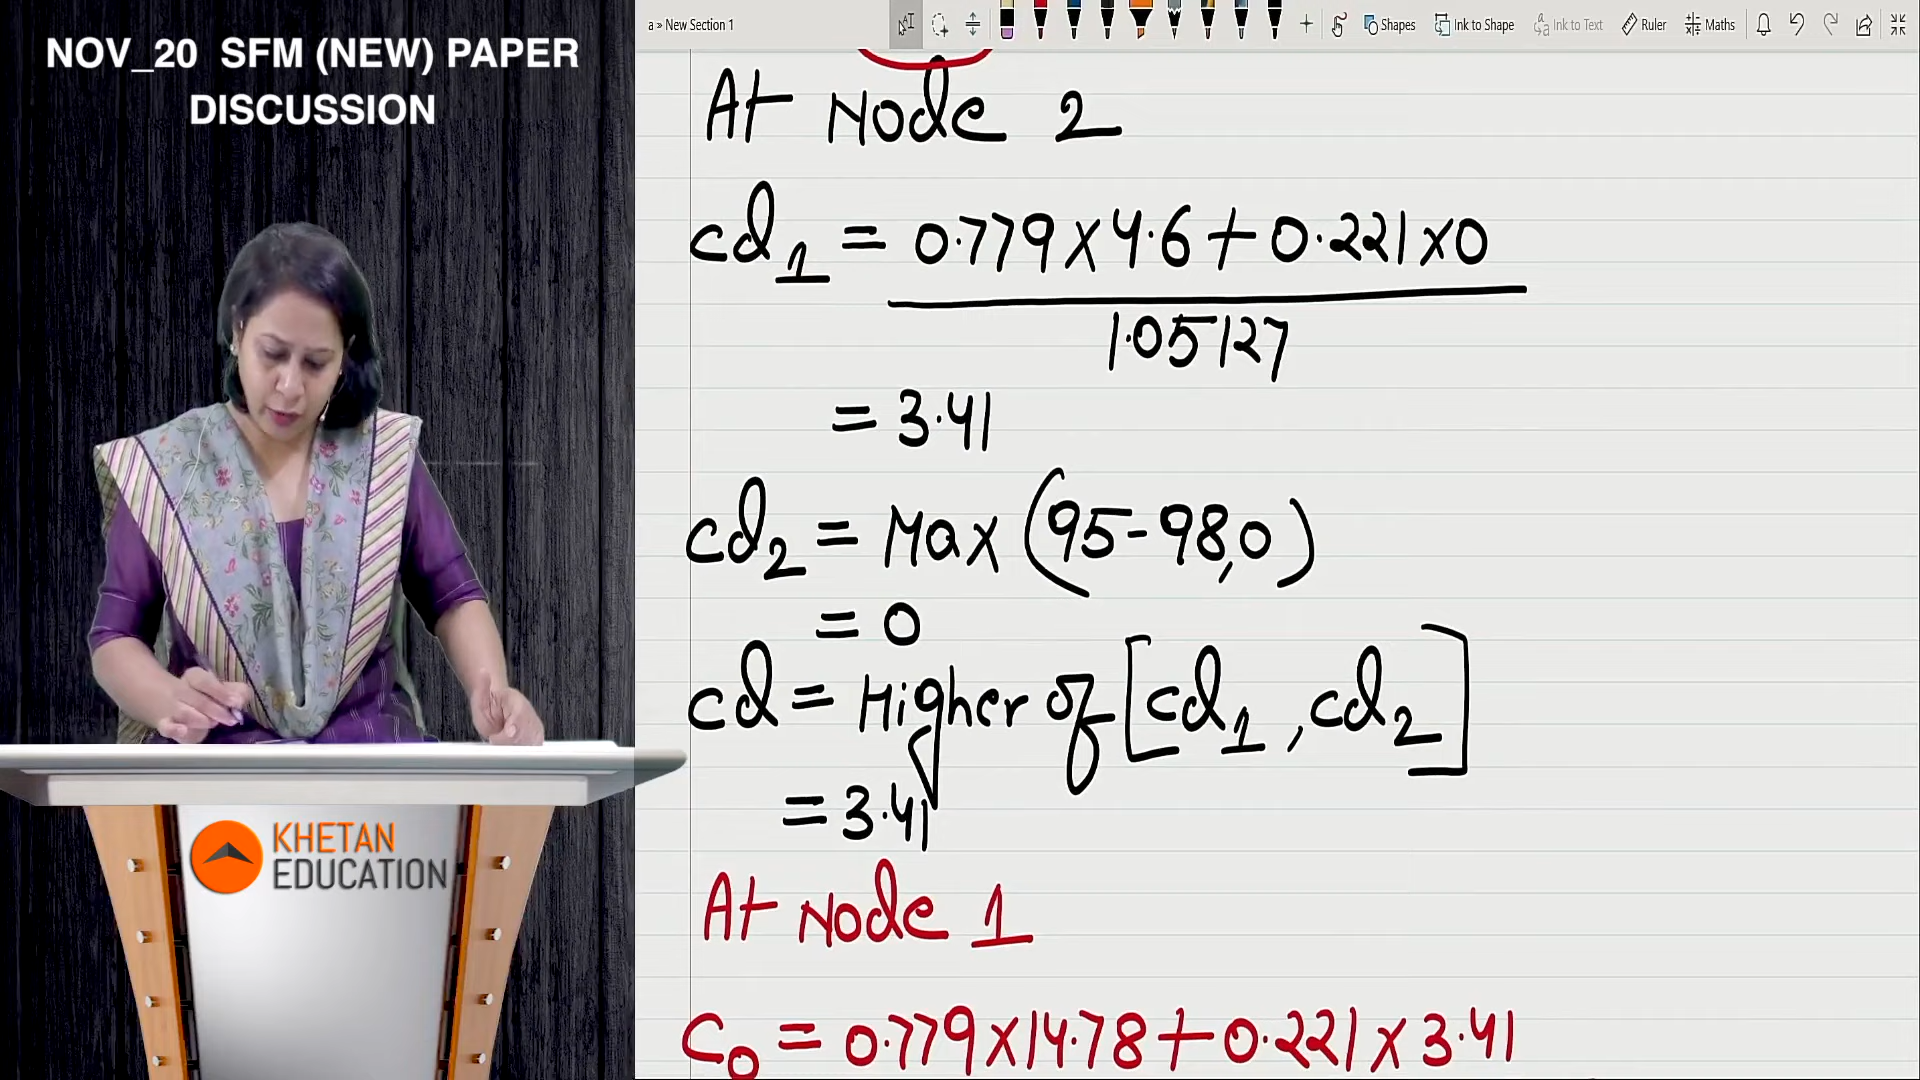 NOV_20 SFM (NEW) PAPER
DISCUSSION
a » New Section 1
Shapes
Ink to Shape
Ink to Text
Ruler
Maths
At Node 2
cd1 = 0.779 x 4.6 + 0.221 x 0
1.05127
= 3.41
cd2 = Max (95-98,0)
= 0
cd = Higher of [cd1, cd2]
= 3.41
At Node 1
C0 = 0.779 x 14.78 + 0.221 x 3.41
KHETAN
EDUCATION